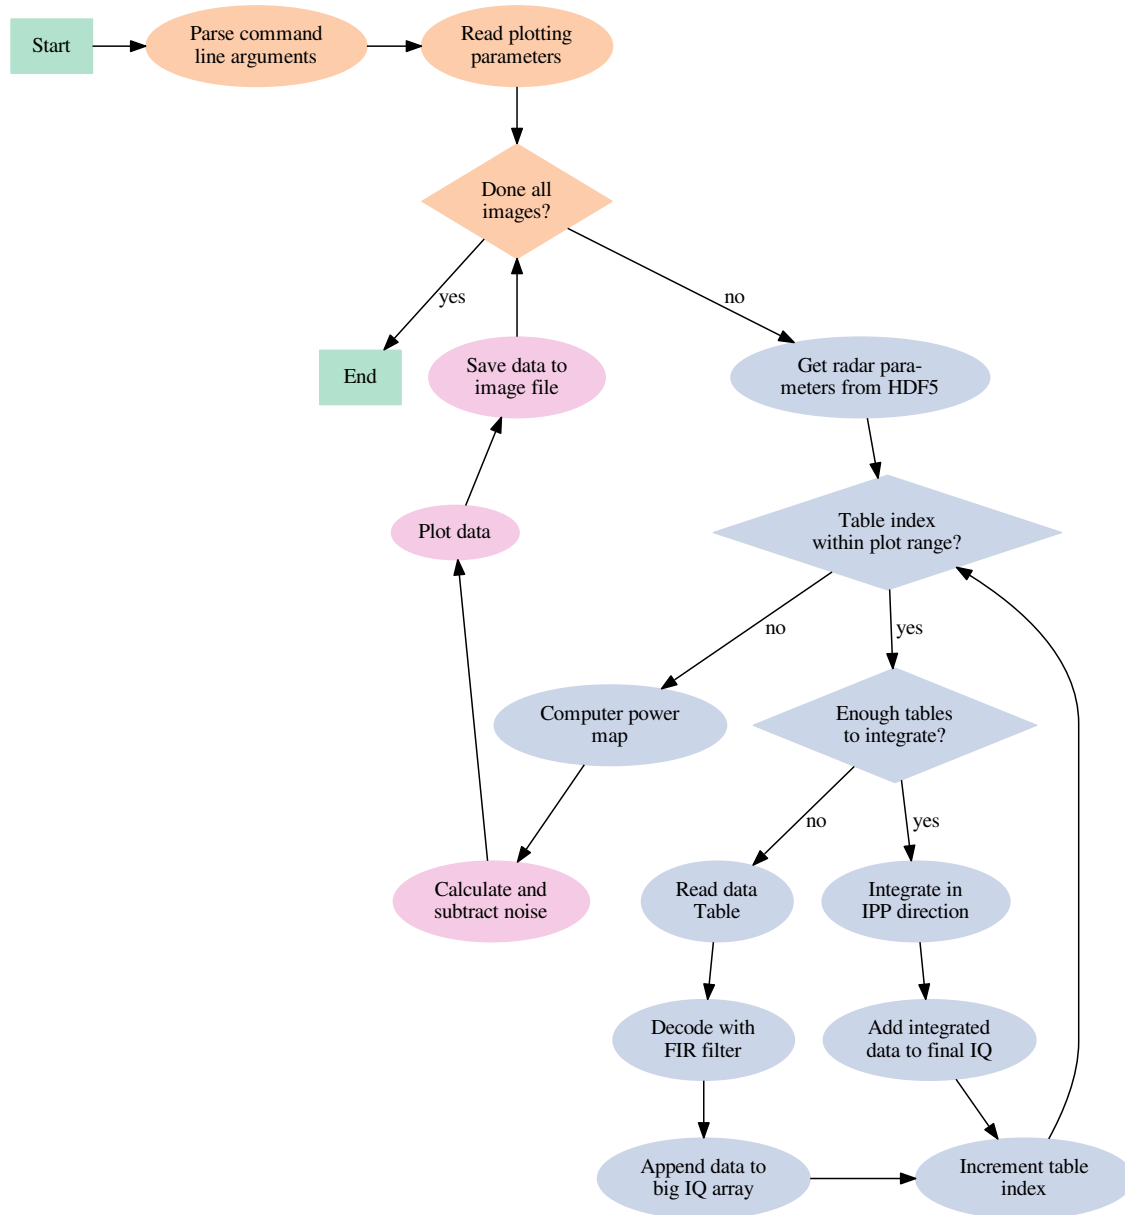 Start
Parse command
line arguments
Read plotting
parameters
Done all
images?
yes
no
End
Save data to
image file
Get radar para-
meters from HDF5
Plot data
Table index
within plot range?
no
yes
Computer power
map
Enough tables
to integrate?
no
yes
Calculate and
subtract noise
Read data
Table
Integrate in
IPP direction
Decode with
FIR filter
Add integrated
data to final IQ
Append data to
big IQ array
Increment table
index